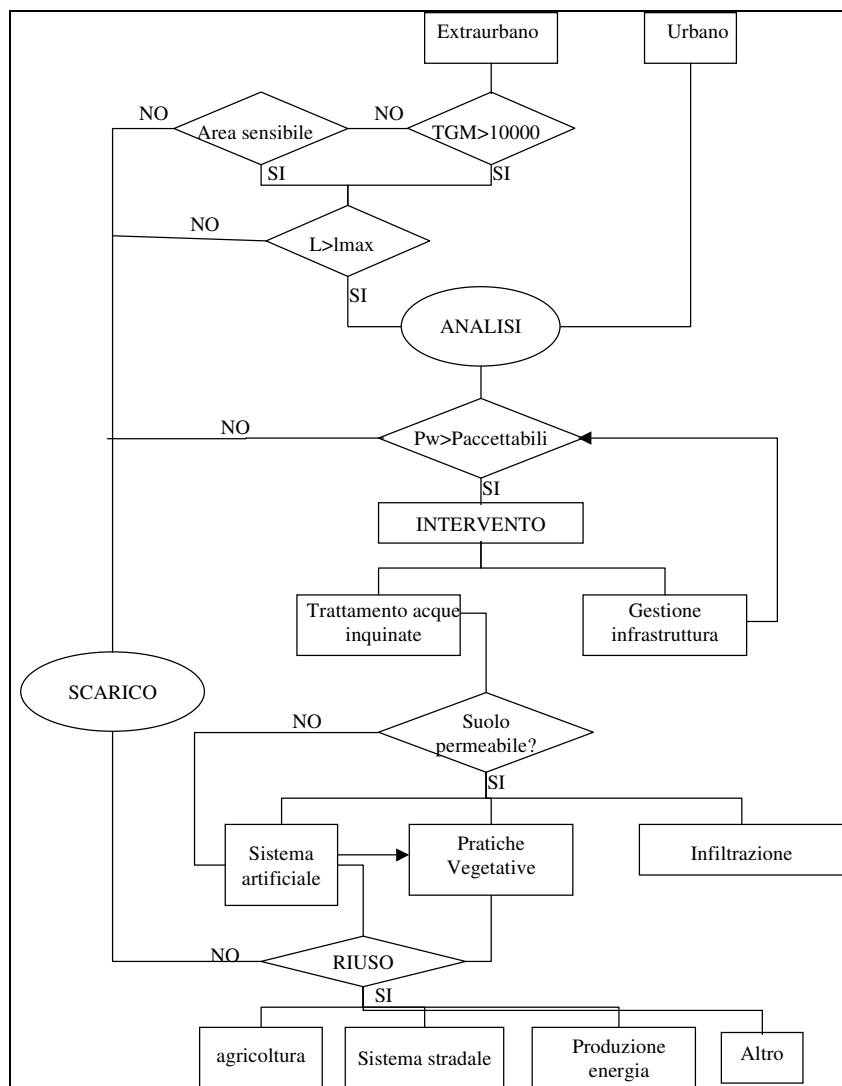 Extraurbano
Urbano
NO
NO
Area sensibile
TGM>10000
SI
SI
NO
L>lmax
SI
ANALISI
NO
Pw>Paccettabili
SI
INTERVENTO
Trattamento acque
inquinate
Gestione
infrastruttura
SCARICO
NO
Suolo
permeabile?
SI
Sistema
artificiale
Pratiche
Vegetative
Infiltrazione
NO
RIUSO
SI
agricoltura
Sistema stradale
Produzione
energia
Altro